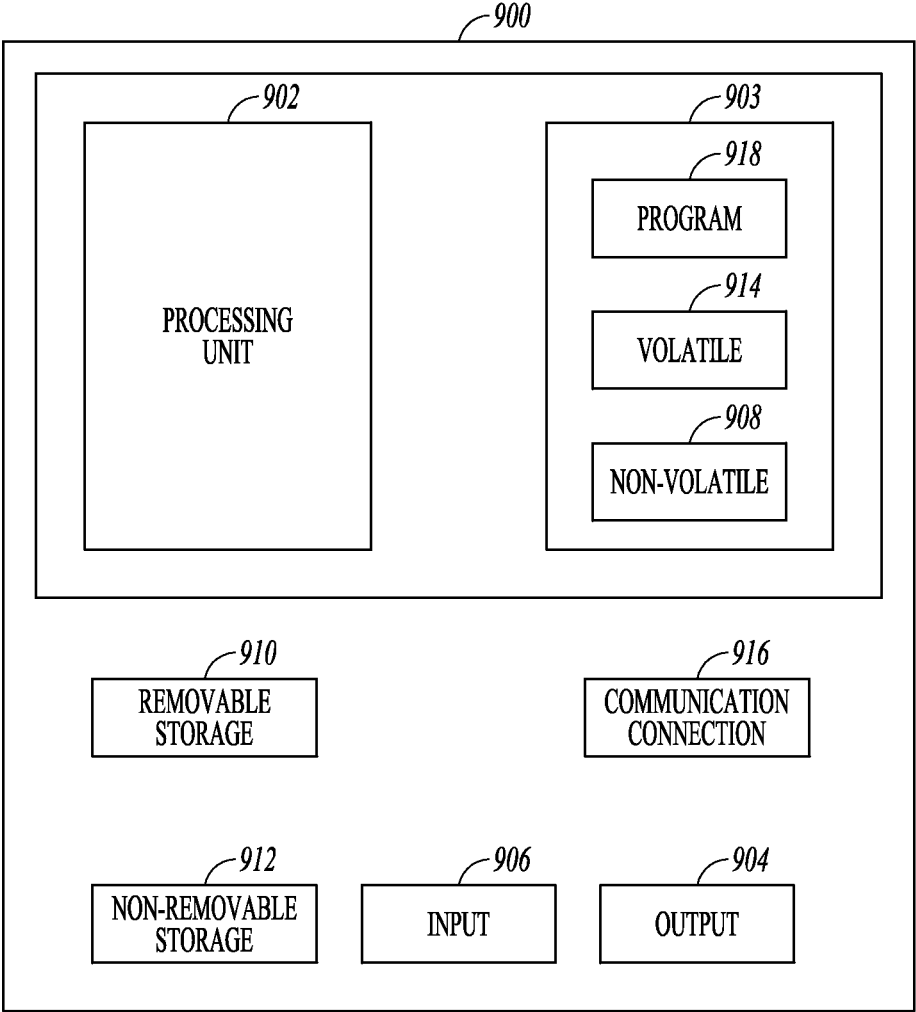 900
902
903
918
PROGRAM
PROCESSING
UNIT
914
VOLATILE
908
NON-VOLATILE
910
REMOVABLE
STORAGE
916
COMMUNICATION
CONNECTION
912
NON-REMOVABLE
STORAGE
906
INPUT
904
OUTPUT